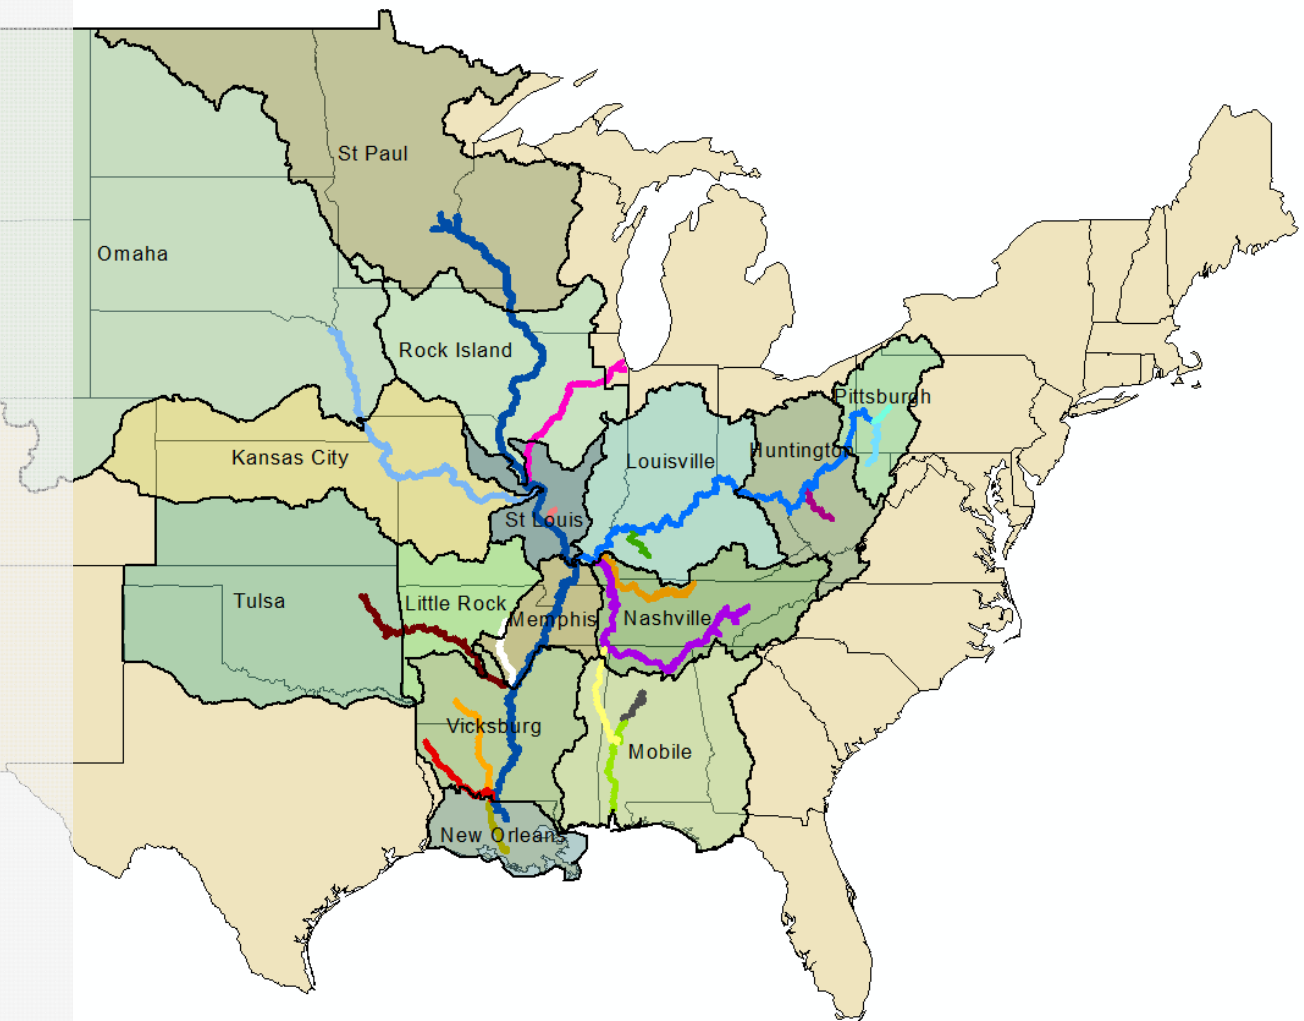 St Paul
Omaha
Rock Island
Pittsburgh
Kansas City
Louisville
Huntington
St Louis
Tulsa
Little Rock
Memphis
Nashville
Vicksburg
Mobile
New Orleans